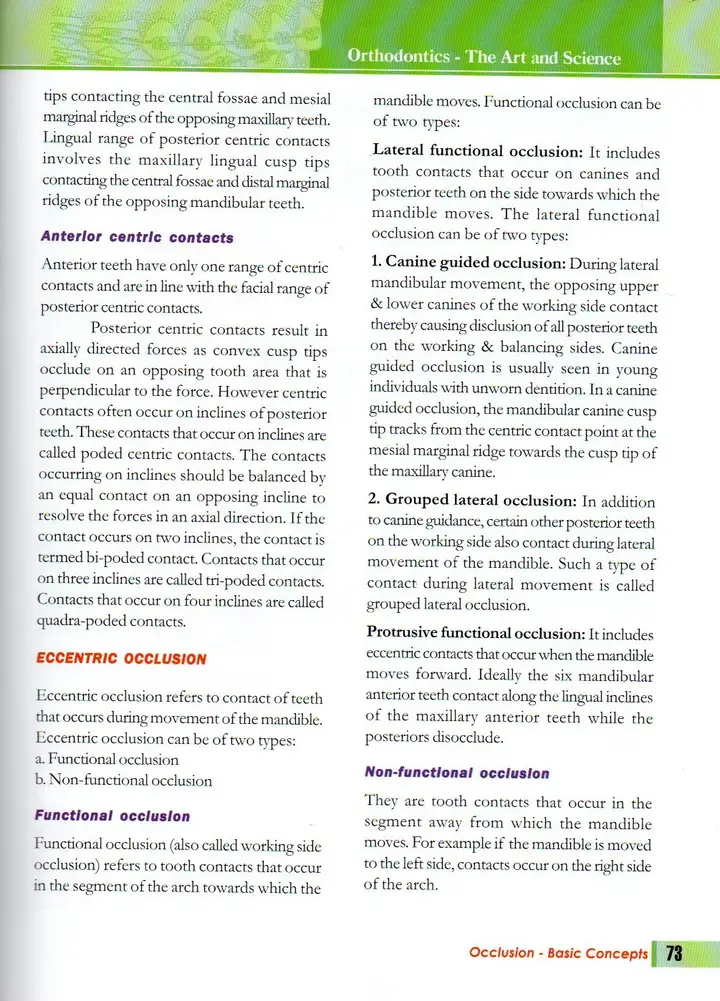 Orthodontics - The Art and Science
tips contacting the central fossae and mesial
marginal ridges of the opposing maxillary teeth.
Lingual range of posterior centric contacts
involves the maxillary lingual cusp tips
contacting the central fossae and distal marginal
ridges of the opposing mandibular teeth.
Anterior centric contacts
Anterior teeth have only one range of centric
contacts and are in line with the facial range of
posterior centric contacts.
Posterior centric contacts result in
axially directed forces as convex cusp tips
occlude on an opposing tooth area that is
perpendicular to the force. However centric
contacts often occur on inclines of posterior
teeth. These contacts that occur on inclines are
called poded centric contacts. The contacts
occurring on inclines should be balanced by
an equal contact on an opposing incline to
resolve the forces in an axial direction. If the
contact occurs on two inclines, the contact is
termed bi-poded contact. Contacts that occur
on three inclines are called tri-poded contacts.
Contacts that occur on four inclines are called
quadra-poded contacts.
ECCENTRIC OCCLUSION
Eccentric occlusion refers to contact of teeth
that occurs during movement of the mandible.
Eccentric occlusion can be of two types:
a. Functional occlusion
b. Non-functional occlusion
Functional occlusion
Functional occlusion (also called working side
occlusion) refers to tooth contacts that occur
in the segment of the arch towards which the
mandible moves. Functional occlusion can be
of two types:
Lateral functional occlusion: It includes
tooth contacts that occur on canines and
posterior teeth on the side towards which the
mandible moves. The lateral functional
occlusion can be of two types:
1. Canine guided occlusion: During lateral
mandibular movement, the opposing upper
& lower canines of the working side contact
thereby causing disclusion of all posterior teeth
on the working & balancing sides. Canine
guided occlusion is usually seen in young
individuals with unworn dentition. In a canine
guided occlusion, the mandibular canine cusp
tip tracks from the centric contact point at the
mesial marginal ridge towards the cusp tip of
the maxillary canine.
2. Grouped lateral occlusion: In addition
to canine guidance, certain other posterior teeth
on the working side also contact during lateral
movement of the mandible. Such a type of
contact during lateral movement is called
grouped lateral occlusion.
Protrusive functional occlusion: It includes
eccentric contacts that occur when the mandible
moves forward. Ideally the six mandibular
anterior teeth contact along the lingual inclines
of the maxillary anterior teeth while the
posteriors disocclude.
Non-functional occlusion
They are tooth contacts that occur in the
segment away from which the mandible
moves. For example if the mandible is moved
to the left side, contacts occur on the right side
of the arch.
Occlusion - Basic Concepts 73